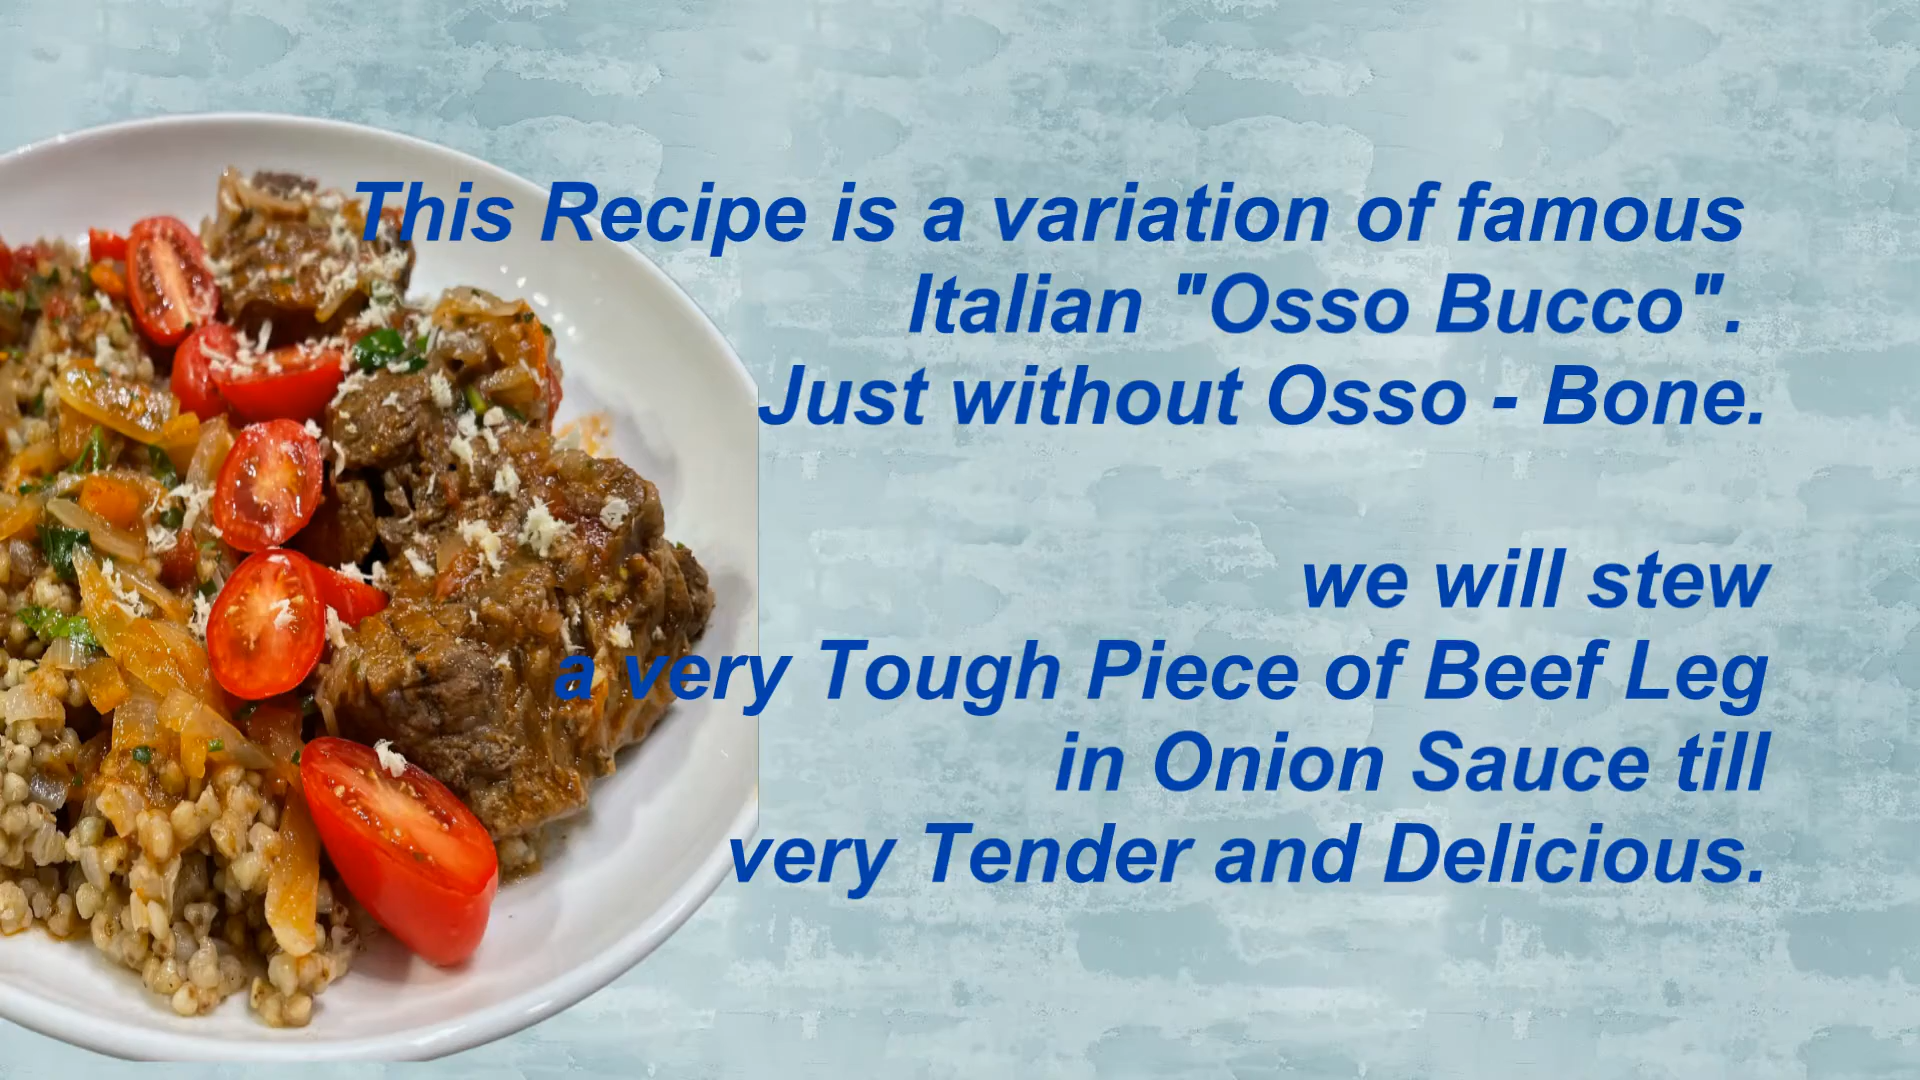 This Recipe is a variation of famous
Italian "Osso Bucco".
Just without Osso - Bone.
we will stew
a very Tough Piece of Beef Leg
in Onion Sauce till
very Tender and Delicious.